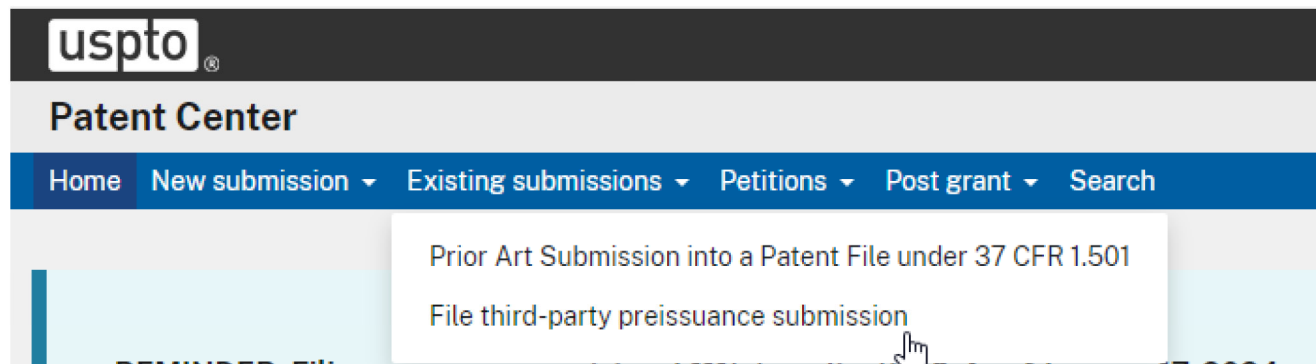 uspto®
Patent Center
Home New submission Existing submissions Petitions Post grant Search
Prior Art Submission into a Patent File under 37 CFR 1.501
File third-party preissuance submission